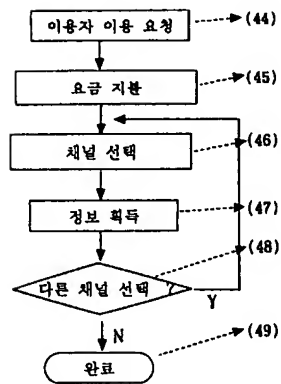 이용자 이용 요청
(44)
요금 지불
(45)
채널 선택
(46)
정보 획득
(47)
다른 채널 선택 ?
(48)
Y
N
완료
(49)